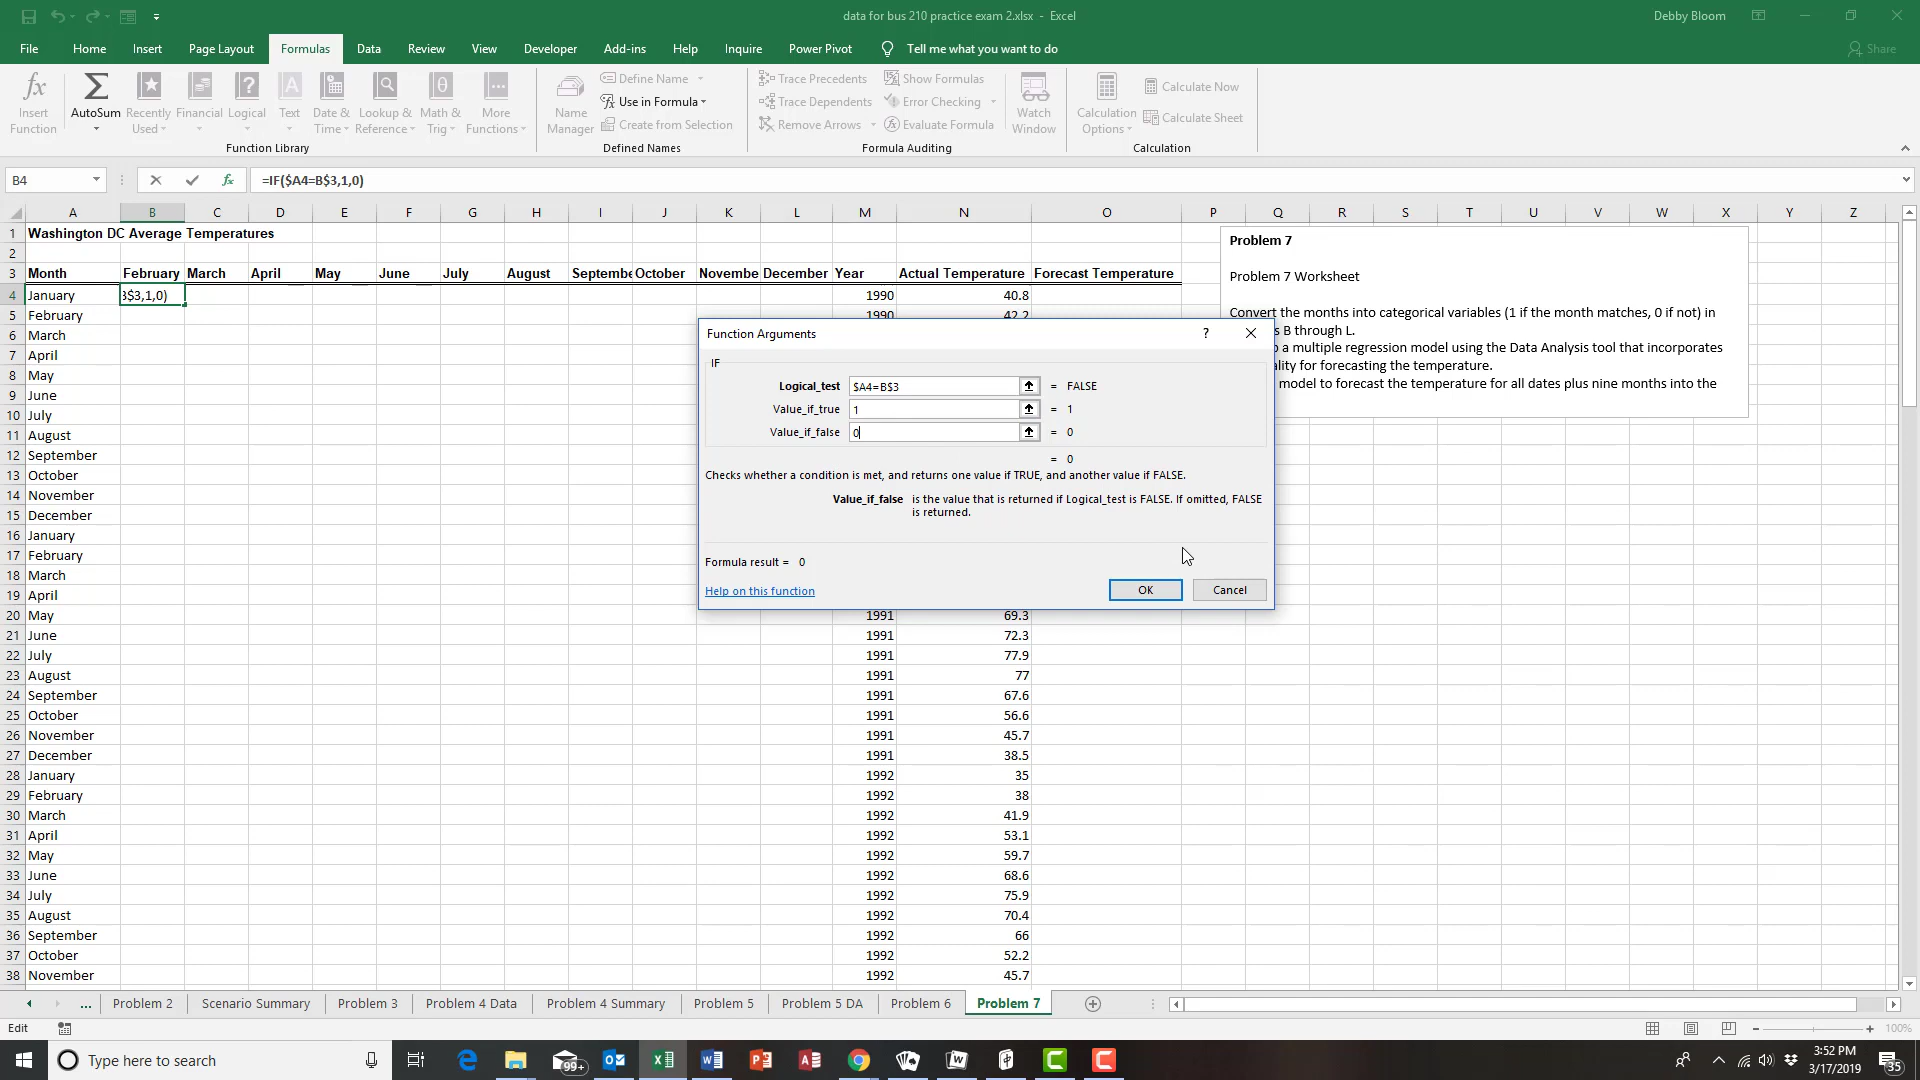 data for bus 210 practice exam 2.xlsx - Excel
Debby Bloom
File Home Insert Page Layout Formulas Data Review View Developer Add-ins Help Inquire Power Pivot Tell me what you want to do Share
Insert Function
AutoSum
Recently Used
Financial
Logical
Text
Date & Time
Lookup & Reference
Math & Trig
More Functions
Function Library
Name Manager
Define Name
Use in Formula
Create from Selection
Defined Names
Trace Precedents
Trace Dependents
Remove Arrows
Show Formulas
Error Checking
Evaluate Formula
Formula Auditing
Watch Window
Calculation Options
Calculate Now
Calculate Sheet
Calculation
B4 fx =IF($A4=B$3,1,0)
A B C D E F G H I J K L M N O P Q R S T U V W X Y Z
1 Washington DC Average Temperatures
2
3 Month February March April May June July August Septembe October Novembe December Year Actual Temperature Forecast Temperature
4 January B$3,1,0) 1990 40.8
5 February 1990 42.2
6 March
7 April
8 May
9 June
10 July
11 August
12 September
13 October
14 November
15 December
16 January
17 February
18 March
19 April
20 May 1991 69.3
21 June 1991 72.3
22 July 1991 77.9
23 August 1991 77
24 September 1991 67.6
25 October 1991 56.6
26 November 1991 45.7
27 December 1991 38.5
28 January 1992 35
29 February 1992 38
30 March 1992 41.9
31 April 1992 53.1
32 May 1992 59.7
33 June 1992 68.6
34 July 1992 75.9
35 August 1992 70.4
36 September 1992 66
37 October 1992 52.2
38 November 1992 45.7
Problem 7
Problem 7 Worksheet
Convert the months into categorical variables (1 if the month matches, 0 if not) in
s B through L.
a multiple regression model using the Data Analysis tool that incorporates
ality for forecasting the temperature.
model to forecast the temperature for all dates plus nine months into the
Function Arguments ?
IF
Logical_test $A4=B$3 = FALSE
Value_if_true 1 = 1
Value_if_false 0 = 0
= 0
Checks whether a condition is met, and returns one value if TRUE, and another value if FALSE.
Value_if_false is the value that is returned if Logical_test is FALSE. If omitted, FALSE
is returned.
Formula result = 0
Help on this function
OK Cancel
... Problem 2 Scenario Summary Problem 3 Problem 4 Data Problem 4 Summary Problem 5 Problem 5 DA Problem 6 Problem 7
Edit 100%
Type here to search
99+
3:52 PM
3/17/2019
35